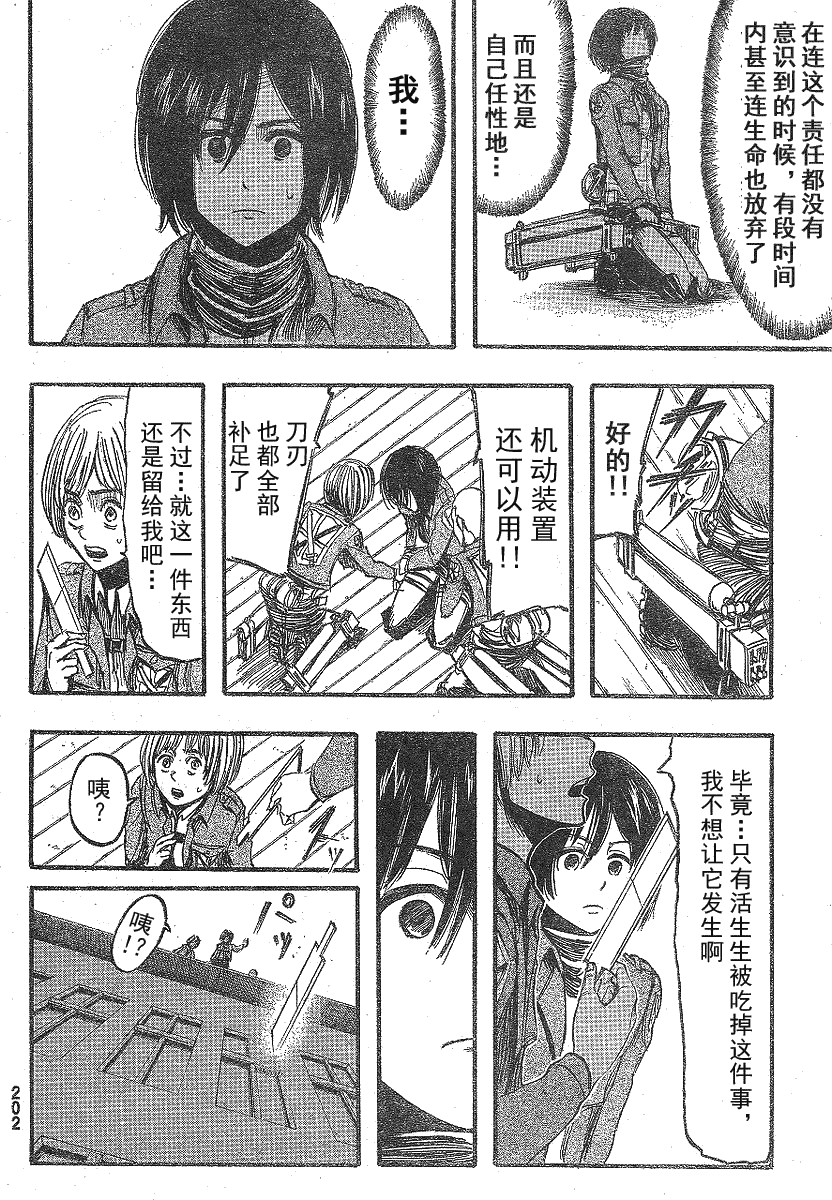 在连这个责任都没有
意识到的时候，有段时间
内甚至连生命也放弃了
而且还是
自己任性地…
我…
好的!!
机动装置
还可以用!!
刀刃
也都全部
补足了
不过…就这一件东西
还是留给我吧…
毕竟…只有活生生被吃掉这件事，
我不想让它发生啊
咦?
咦!?
202